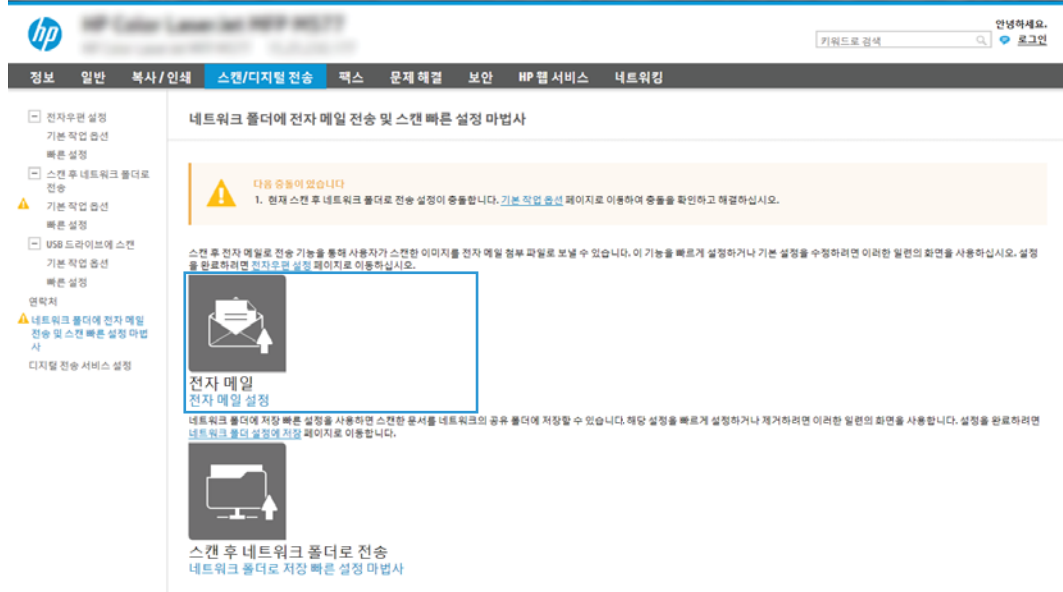 hp
안녕하세요.
키워드로 검색
로그인
정보 일반 복사/인쇄 스캔/디지털 전송 팩스 문제 해결 보안 HP 웹 서비스 네트워킹
전자우편 설정
기본 작업 옵션
빠른 설정
스캔 후 네트워크 폴더로
전송
기본 작업 옵션
빠른 설정
USB 드라이브에 스캔
기본 작업 옵션
빠른 설정
연락처
네트워크 폴더에 전자 메일
전송 및 스캔 빠른 설정 마법
사
디지털 전송 서비스 설정
네트워크 폴더에 전자 메일 전송 및 스캔 빠른 설정 마법사
다음 충돌이 있습니다
1. 현재 스캔 후 네트워크 폴더로 전송 설정이 충돌합니다. 기본 작업 옵션 페이지로 이동하여 충돌을 확인하고 해결하십시오.
스캔 후 전자 메일로 전송 기능을 통해 사용자가 스캔한 이미지를 전자 메일 첨부 파일로 보낼 수 있습니다. 이 기능을 빠르게 설정하거나 기본 설정을 수정하려면 이러한 일련의 화면을 사용하십시오. 설정
을 완료하려면 전자우편 설정 페이지로 이동하십시오.
전자 메일
전자 메일 설정
네트워크 폴더에 저장 빠른 설정을 사용하면 스캔한 문서를 네트워크의 공유 폴더에 저장할 수 있습니다. 해당 설정을 빠르게 설정하거나 제거하려면 이러한 일련의 화면을 사용합니다. 설정을 완료하려면
네트워크 폴더 설정에 저장 페이지로 이동합니다.
스캔 후 네트워크 폴더로 전송
네트워크 폴더로 저장 빠른 설정 마법사